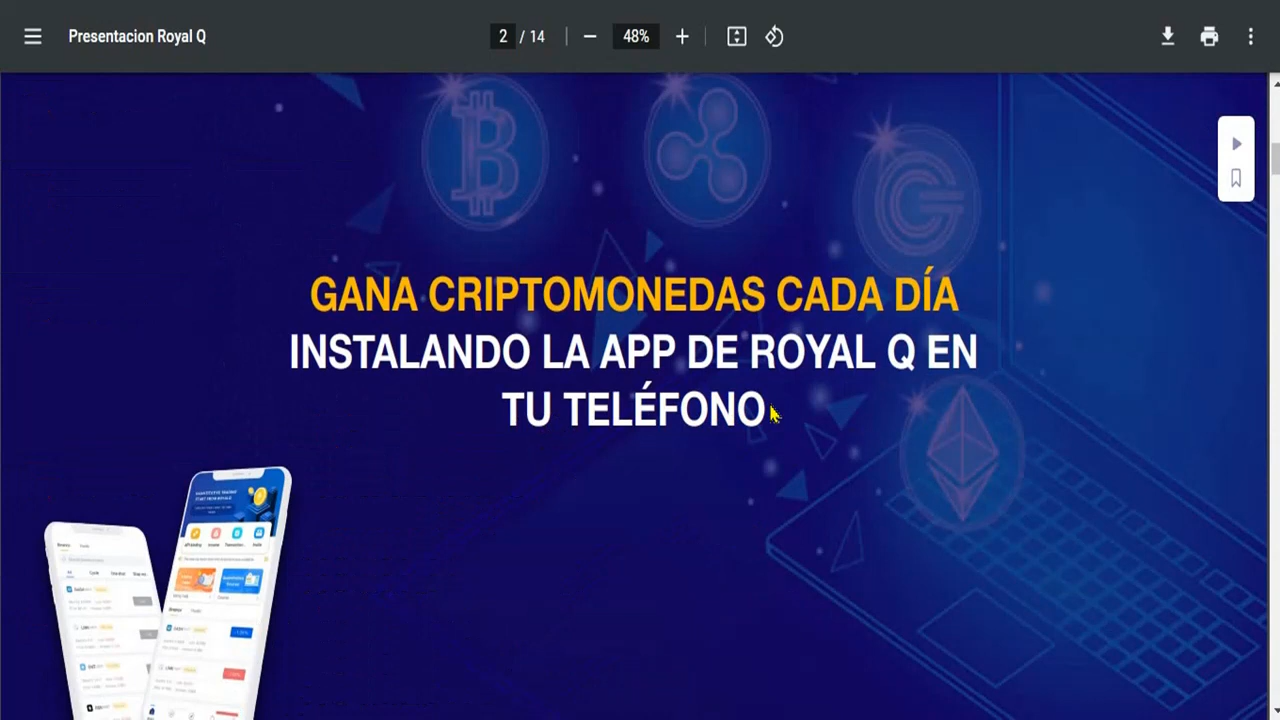 Presentacion Royal Q
2 / 14
48%
GANA CRIPTOMONEDAS CADA DÍA
INSTALANDO LA APP DE ROYAL Q EN
TU TELÉFONO